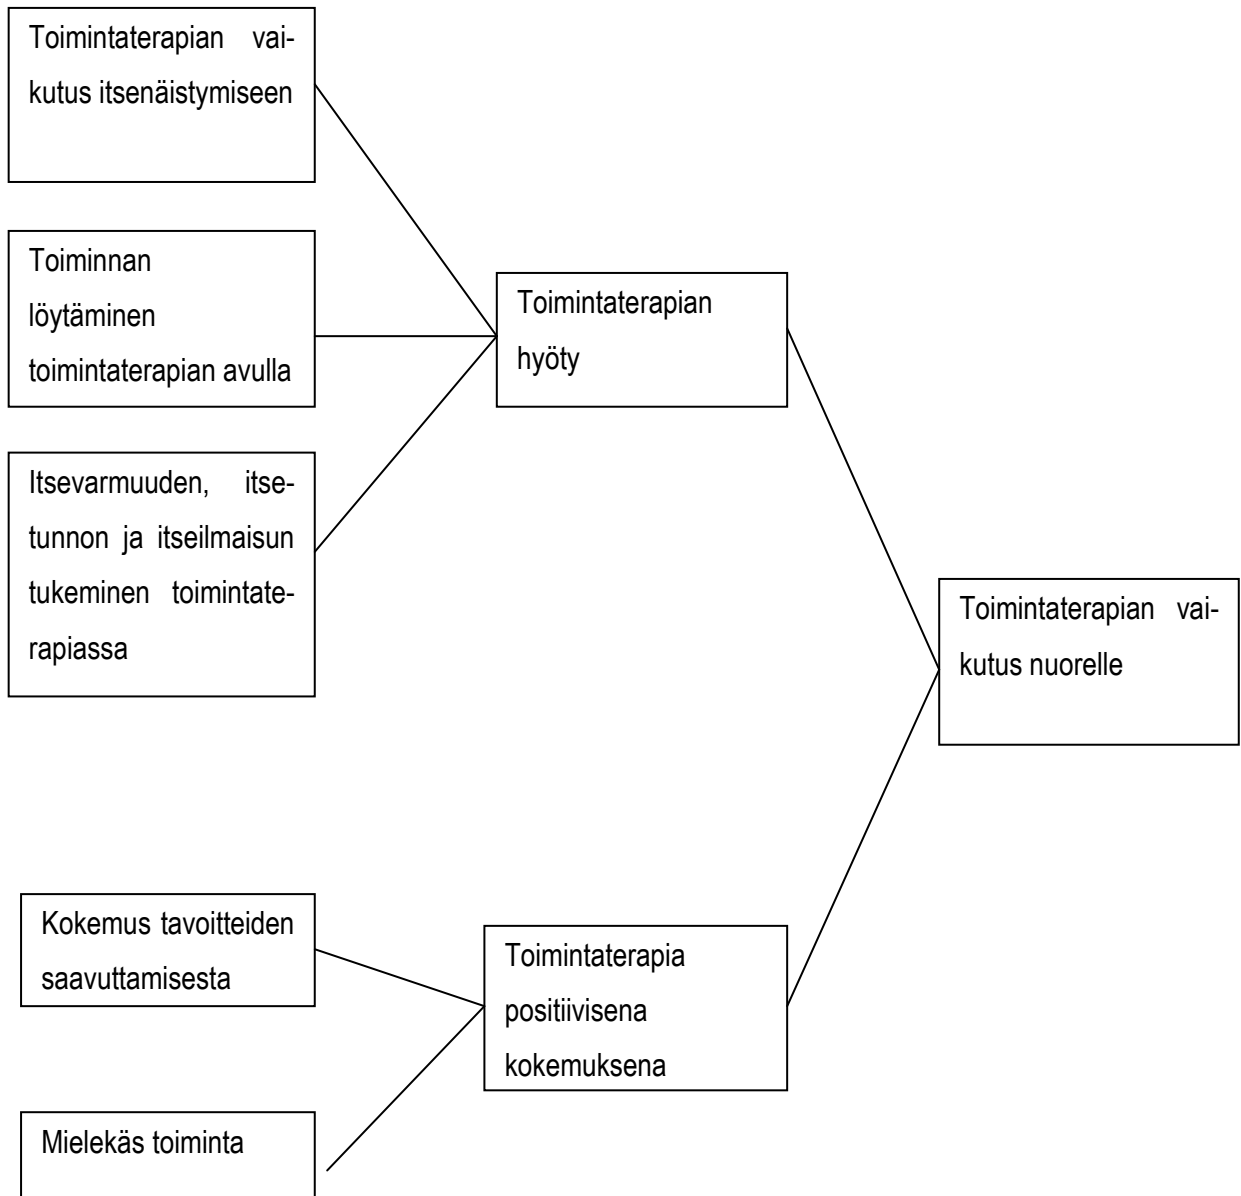 Toimintaterapian vai-
kutus itsenäistymiseen
Toiminnan
löytäminen
toimintaterapian avulla
Itsevarmuuden, itse-
tunnon ja itseilmaisun
tukeminen toimintate-
rapiassa
Toimintaterapian
hyöty
Toimintaterapian vai-
kutus nuorelle
Kokemus tavoitteiden
saavuttamisesta
Mielekäs toiminta
Toimintaterapia
positiivisena
kokemuksena